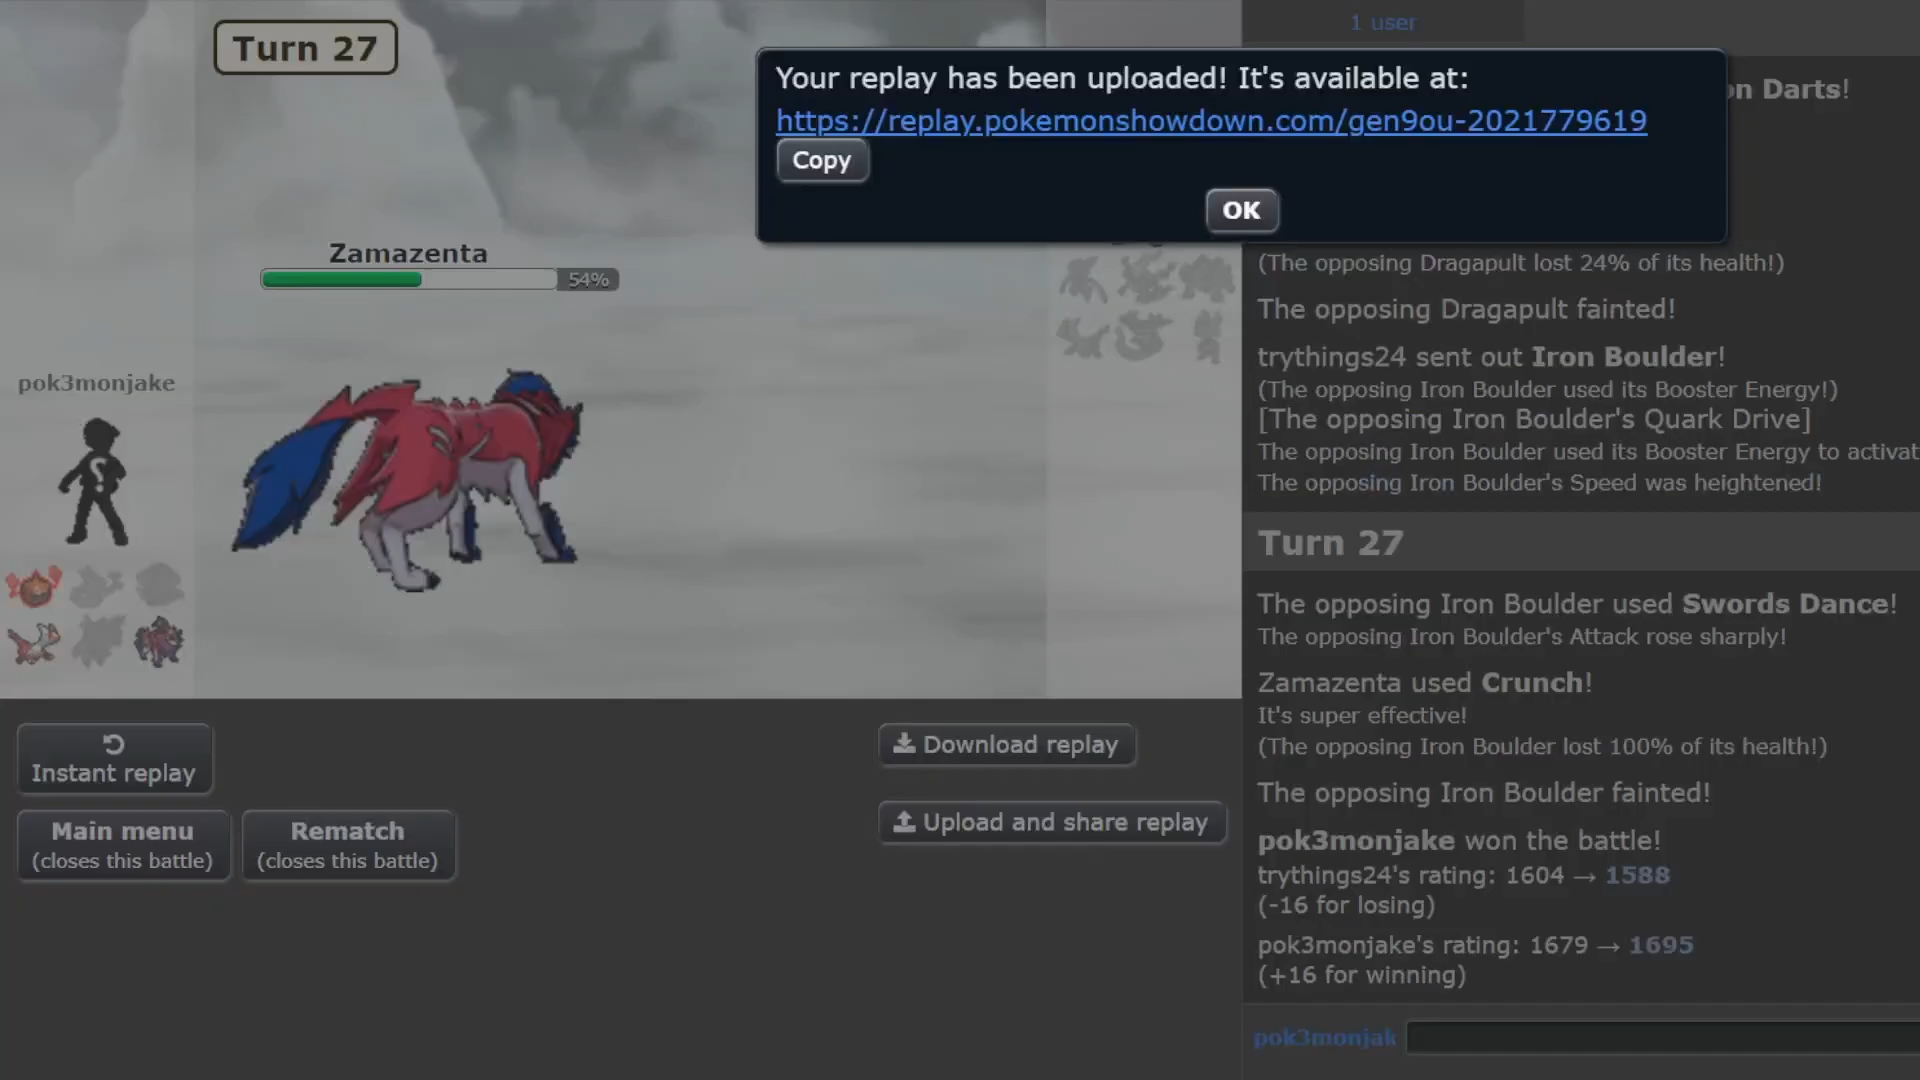 Turn 27
1 user
Your replay has been uploaded! It's available at:
https://replay.pokemonshowdown.com/gen9ou-2021779619
Copy
OK
Darts!
Zamazenta
54%
pok3monjake
(The opposing Dragapult lost 24% of its health!)
The opposing Dragapult fainted!
trythings24 sent out Iron Boulder!
(The opposing Iron Boulder used its Booster Energy!)
[The opposing Iron Boulder's Quark Drive]
The opposing Iron Boulder used its Booster Energy to activat
The opposing Iron Boulder's Speed was heightened!
Turn 27
The opposing Iron Boulder used Swords Dance!
The opposing Iron Boulder's Attack rose sharply!
Zamazenta used Crunch!
It's super effective!
(The opposing Iron Boulder lost 100% of its health!)
The opposing Iron Boulder fainted!
pok3monjake won the battle!
trythings24's rating: 1604 → 1588
(-16 for losing)
pok3monjake's rating: 1679 → 1695
(+16 for winning)
pok3monjak
Instant replay
Download replay
Upload and share replay
Main menu
(closes this battle)
Rematch
(closes this battle)